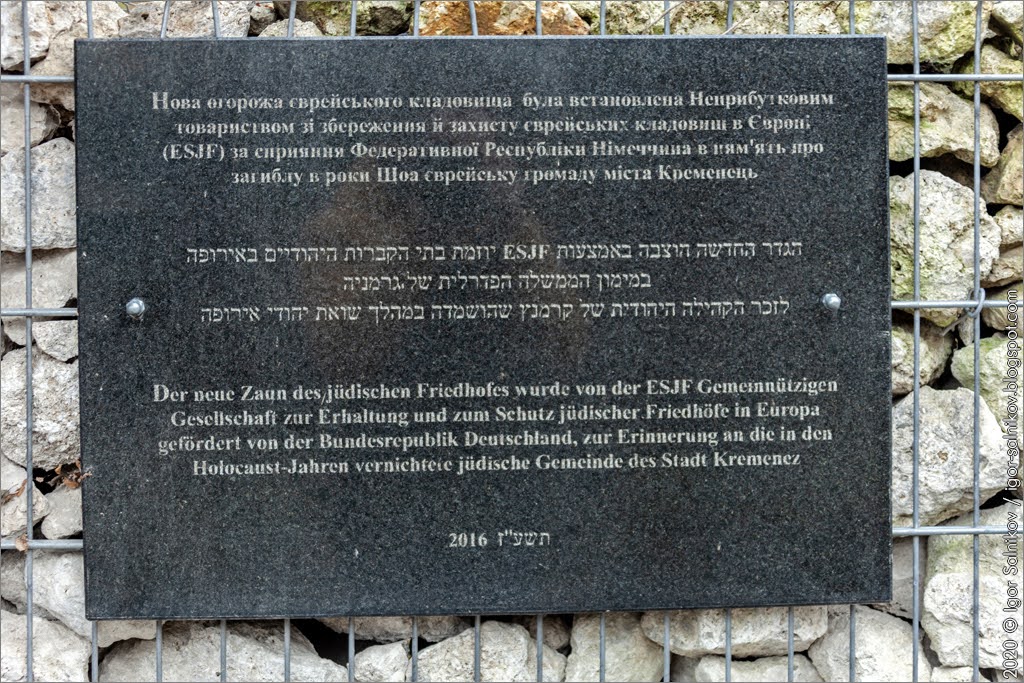 Нова огорожа єврейського кладовища була встановлена Неприбутковим
товариством зі збереження й захисту єврейських кладовищ в Європі
(ESJF) за сприяння Федеративної Республіки Німеччина в пям'ять про
загиблу в роки Шоа єврейську громаду міста Кременець
הגדר החדשה הוצבה באמצעות ESJF יוזמת בתי הקברות היהודיים באירופה
במימון הממשלה הפדרלית של גרמניה
לזכר הקהילה היהודית של קרמנץ שהושמדה במהלך שואת יהודי אירופה
Der neue Zaun des jüdischen Friedhofes wurde von der ESJF Gemeinnützigen
Gesellschaft zur Erhaltung und zum Schutz jüdischer Friedhöfe in Europa
gefördert von der Bundesrepublik Deutschland, zur Erinnerung an die in den
Holocaust-Jahren vernichtete jüdische Gemeinde des Stadt Kremenez
2016 תשע"ז
2020 © Igor Salnikov / igor-salnikov.blogspot.com